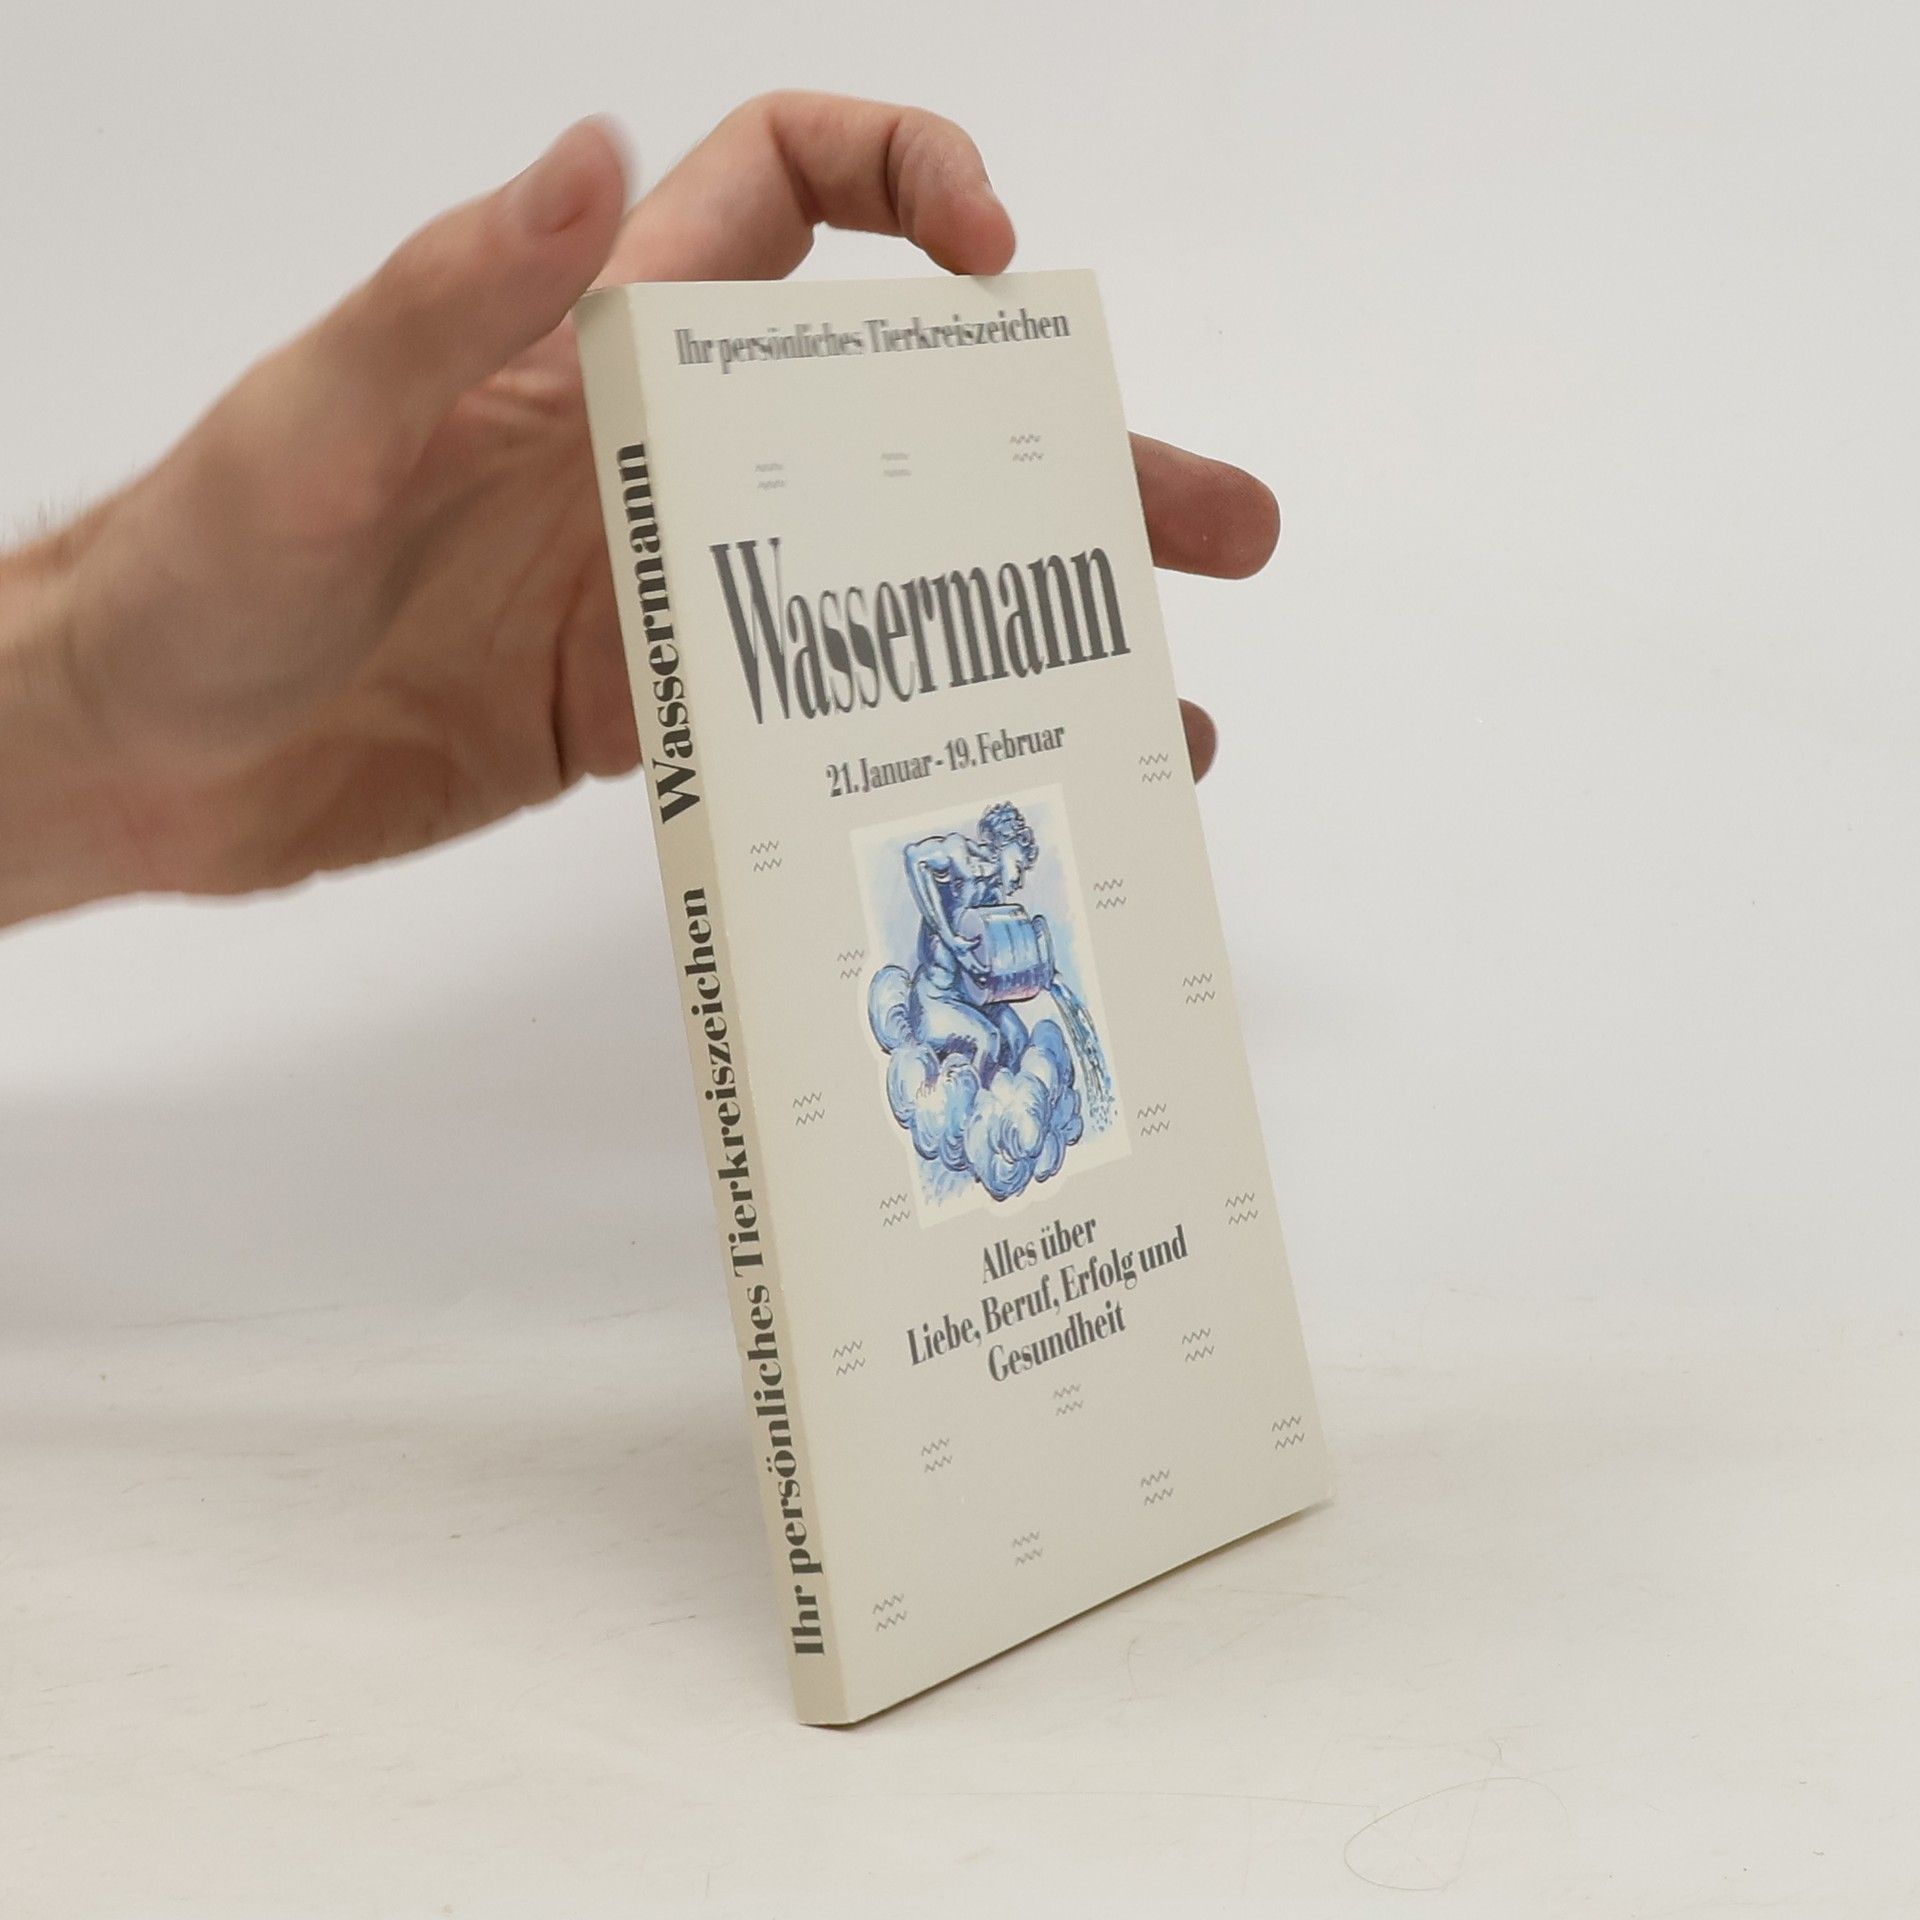 Ihr persönliches Tierkreiszeichen
Wassermann
21. Januar - 19. Februar
Alles über
Liebe, Beruf, Erfolg und
Gesundheit
Ihr persönliches Tierkreiszeichen Wassermann